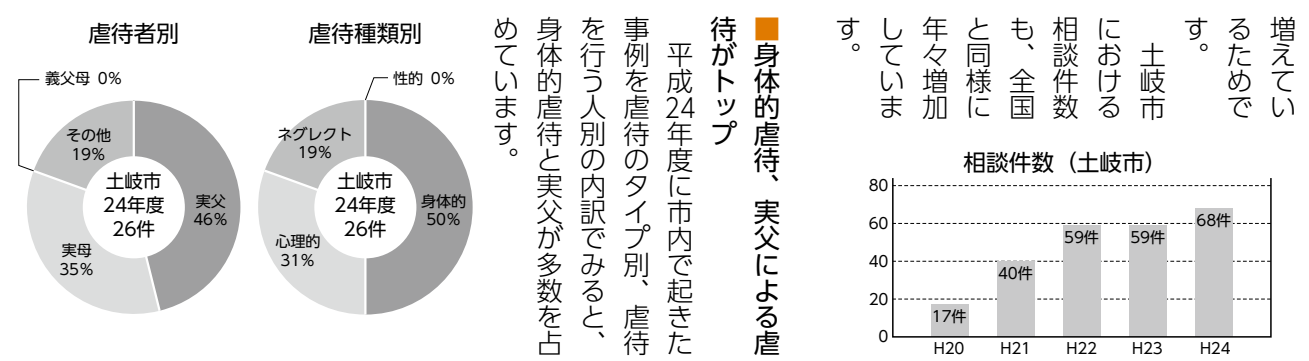 増えてい
るためで
す。
土岐市
における
相談件数
も、全国
と同様に
年々増加
していま
す。
相談件数（土岐市）
80
60
40
20
0
17件
40件
59件
59件
68件
H20
H21
H22
H23
H24
■身体的虐待、実父による虐
待がトップ
平成24年度に市内で起きた
事例を虐待のタイプ別、虐待
を行う人別の内訳でみると、
身体的虐待と実父が多数を占
めています。
虐待種類別
性的 0%
ネグレクト
19%
土岐市
24年度
26件
身体的
50%
心理的
31%
虐待者別
義父母 0%
その他
19%
土岐市
24年度
26件
実父
46%
実母
35%